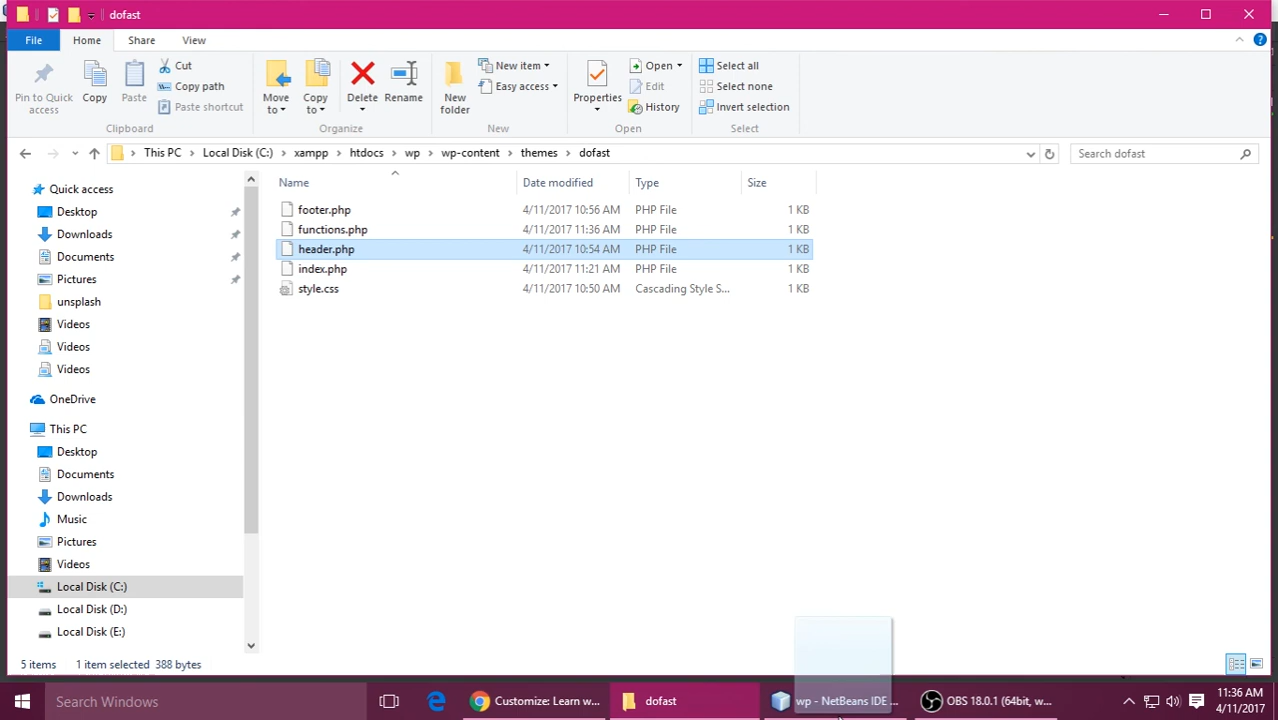 dofast
File Home Share View
Pin to Quick access
Copy
Paste
Cut
Copy path
Paste shortcut
Clipboard
Move to
Copy to
Delete
Rename
Organize
New folder
New item
Easy access
New
Properties
Open
Edit
History
Open
Select all
Select none
Invert selection
Select
This PC Local Disk (C:) xampp htdocs wp wp-content themes dofast
Search dofast
Quick access
Desktop
Downloads
Documents
Pictures
unsplash
Videos
Videos
Videos
OneDrive
This PC
Desktop
Documents
Downloads
Music
Pictures
Videos
Local Disk (C:)
Local Disk (D:)
Local Disk (E:)
Name Date modified Type Size
footer.php 4/11/2017 10:56 AM PHP File 1 KB
functions.php 4/11/2017 11:36 AM PHP File 1 KB
header.php 4/11/2017 10:54 AM PHP File 1 KB
index.php 4/11/2017 11:21 AM PHP File 1 KB
style.css 4/11/2017 10:50 AM Cascading Style S... 1 KB
5 items 1 item selected 388 bytes
Search Windows
Customize: Learn w...
dofast
wp - NetBeans IDE ...
OBS 18.0.1 (64bit, w...
11:36 AM
4/11/2017